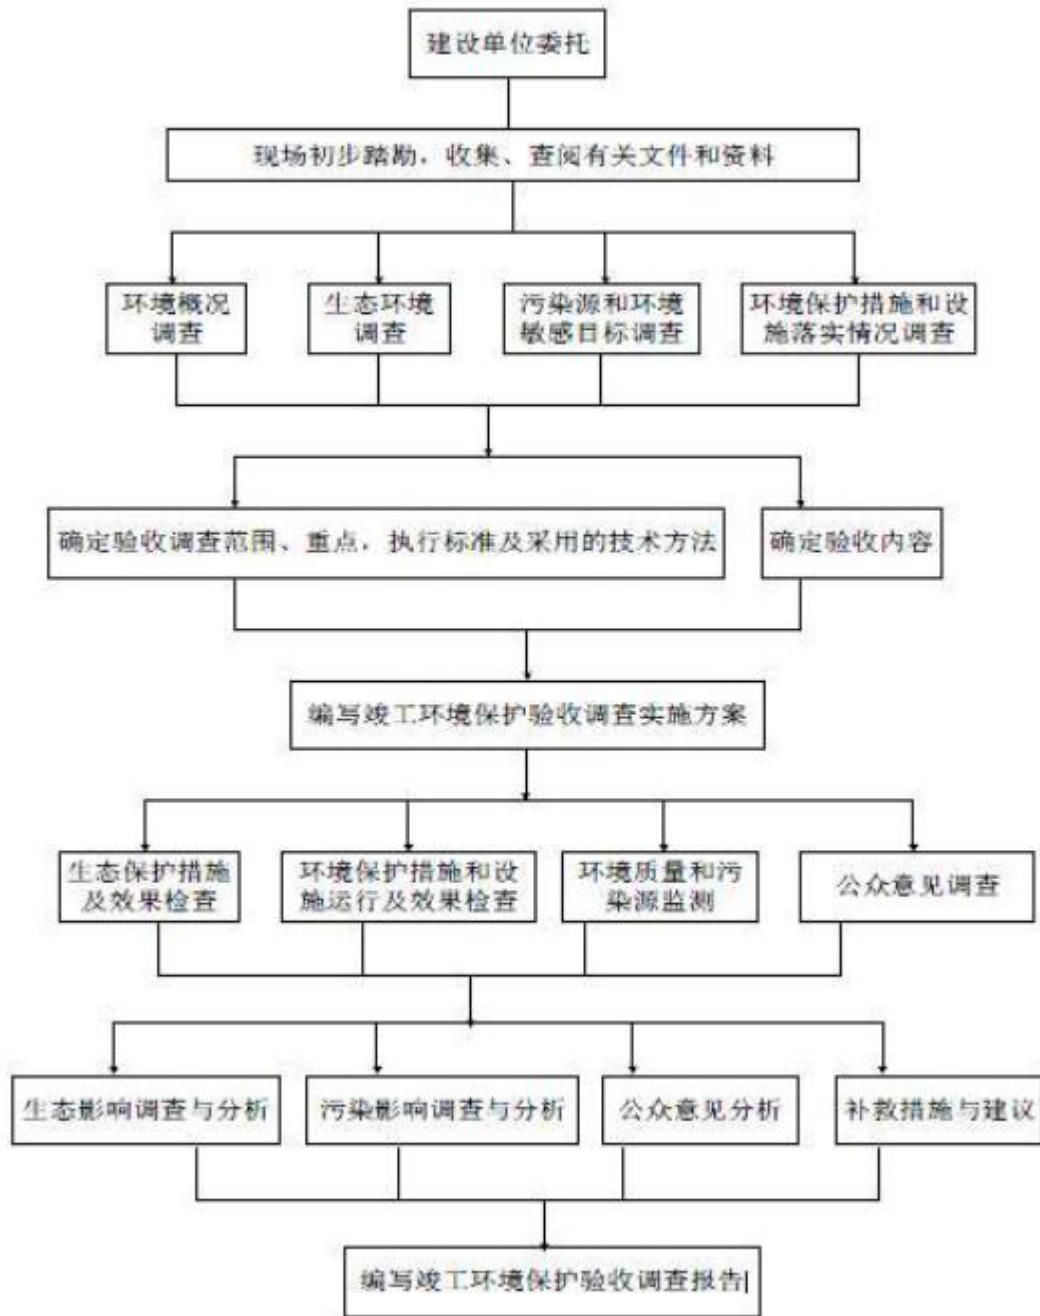 建设单位委托
现场初步踏勘，收集、查阅有关文件和资料
环境概况
调查
生态环境
调查
污染源和环境
敏感目标调查
环境保护措施和设
施落实情况调查
确定验收调查范围、重点，执行标准及采用的技术方法
确定验收内容
编写竣工环境保护验收调查实施方案
生态保护措施
及效果检查
环境保护措施和设
施运行及效果检查
环境质量和污
染源监测
公众意见调查
生态影响调查与分析
污染影响调查与分析
公众意见分析
补救措施与建议
编写竣工环境保护验收调查报告